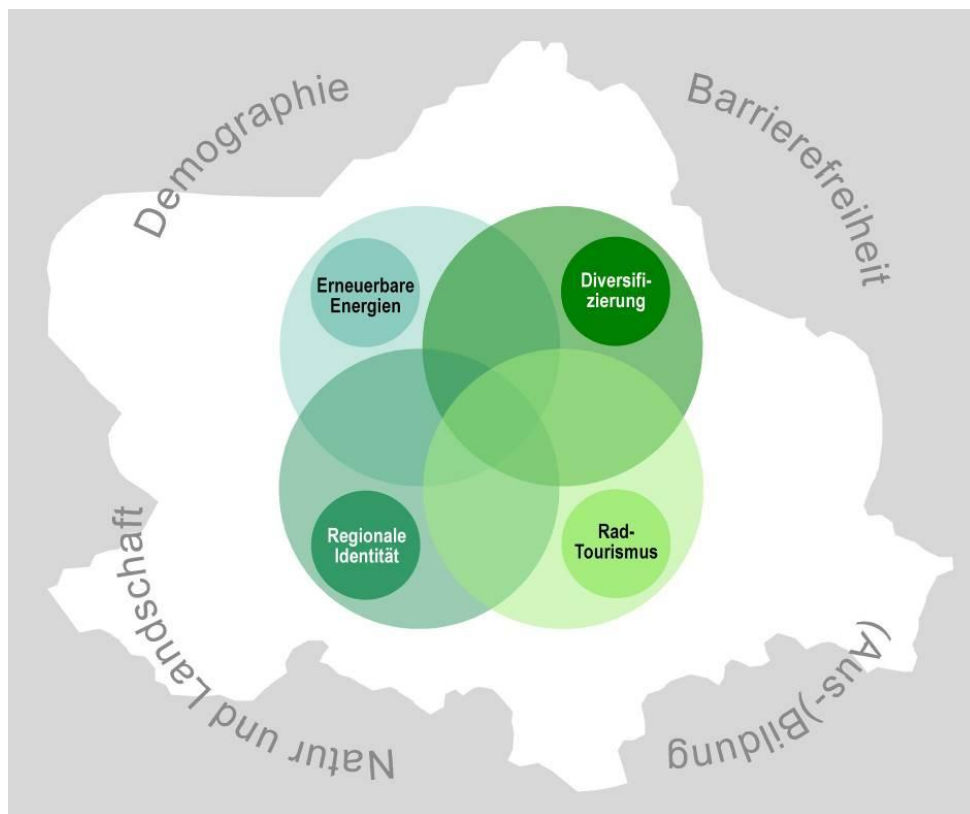 Demographie
Barrierefreiheit
Erneuerbare
Energien
Diversifi-
zierung
Regionale
Identität
Rad-
Tourismus
Natur und Landschaft
(Aus-)Bildung